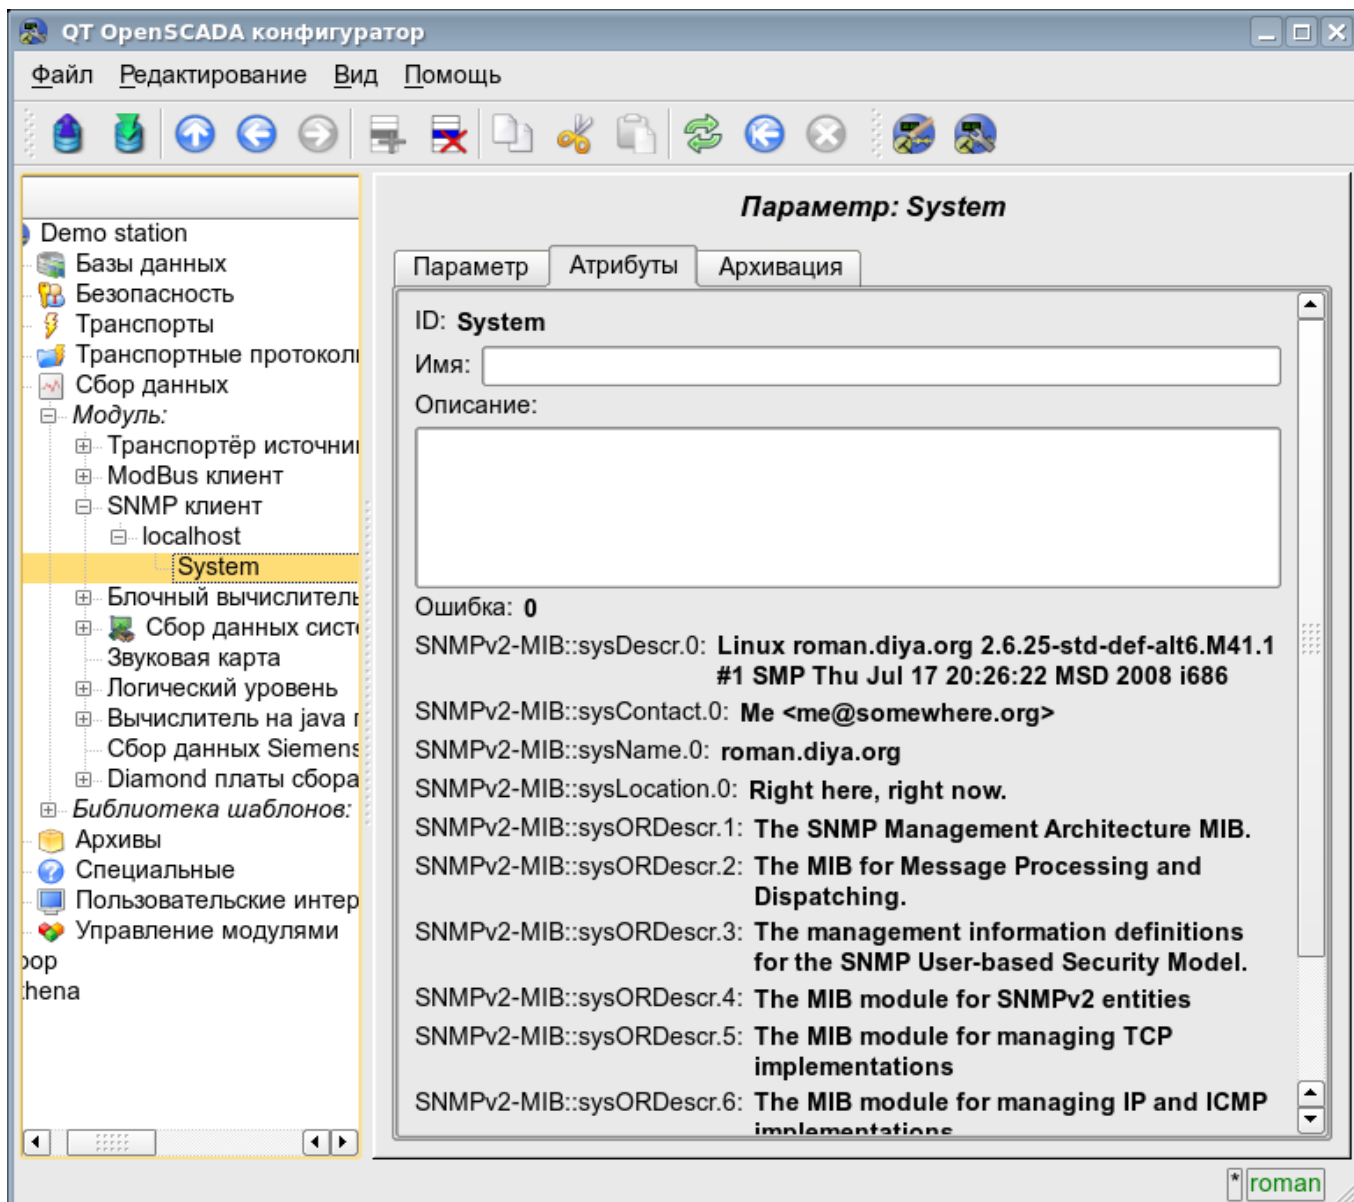 QT OpenSCADA конфигуратор
Файл Редактирование Вид Помощь
Demo station
Базы данных
Безопасность
Транспорты
Транспортные протокол
Сбор данных
Модуль:
Транспортёр источни
ModBus клиент
SNMP клиент
localhost
System
Блочный вычислитель
Сбор данных сист
Звуковая карта
Логический уровень
Вычислитель на java
Сбор данных Siemens
Diamond платы сбора
Библиотека шаблонов:
Архивы
Специальные
Пользовательские интер
Управление модулями
oop
thena
Параметр: System
Параметр Атрибуты Архивация
ID: System
Имя:
Описание:
Ошибка: 0
SNMPv2-MIB::sysDescr.0: Linux roman.diya.org 2.6.25-std-def-alt6.M41.1
#1 SMP Thu Jul 17 20:26:22 MSD 2008 i686
SNMPv2-MIB::sysContact.0: Me <me@somewhere.org>
SNMPv2-MIB::sysName.0: roman.diya.org
SNMPv2-MIB::sysLocation.0: Right here, right now.
SNMPv2-MIB::sysORDescr.1: The SNMP Management Architecture MIB.
SNMPv2-MIB::sysORDescr.2: The MIB for Message Processing and
Dispatching.
SNMPv2-MIB::sysORDescr.3: The management information definitions
for the SNMP User-based Security Model.
SNMPv2-MIB::sysORDescr.4: The MIB module for SNMPv2 entities
SNMPv2-MIB::sysORDescr.5: The MIB module for managing TCP
implementations
SNMPv2-MIB::sysORDescr.6: The MIB module for managing IP and ICMP
implementations
* roman